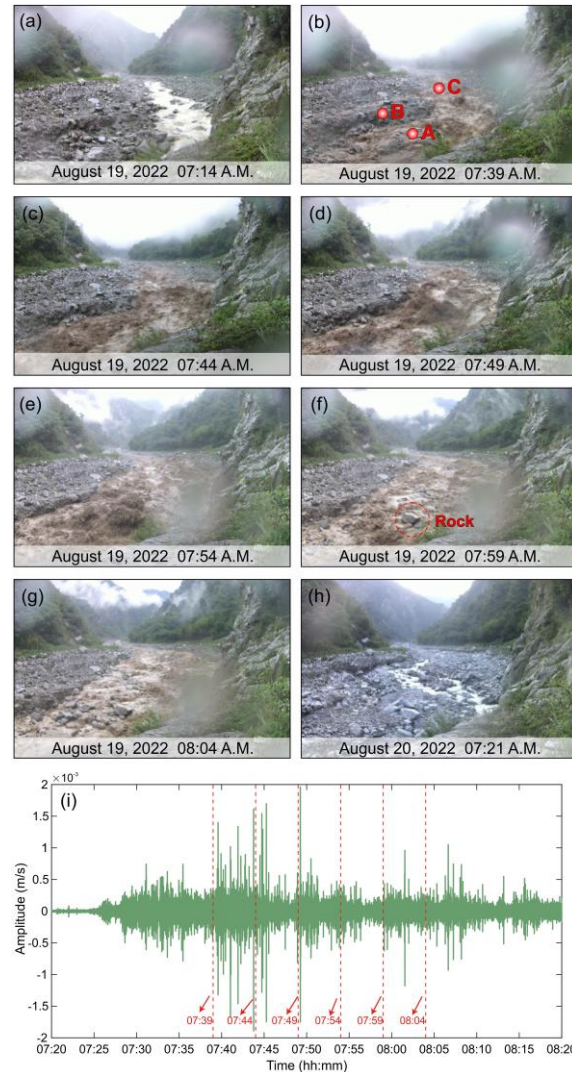 (a)
August 19, 2022 07:14 A.M.
(b)
C
B
A
August 19, 2022 07:39 A.M.
(c)
August 19, 2022 07:44 A.M.
(d)
August 19, 2022 07:49 A.M.
(e)
August 19, 2022 07:54 A.M.
(f)
Rock
August 19, 2022 07:59 A.M.
(g)
August 19, 2022 08:04 A.M.
(h)
August 20, 2022 07:21 A.M.
×10⁻³
(i)
2
1.5
1
0.5
0
-0.5
-1
-1.5
-2
Amplitude (m/s)
07:39 07:44 07:49 07:54 07:59 08:04
07:20 07:25 07:30 07:35 07:40 07:45 07:50 07:55 08:00 08:05 08:10 08:15 08:20
Time (hh:mm)